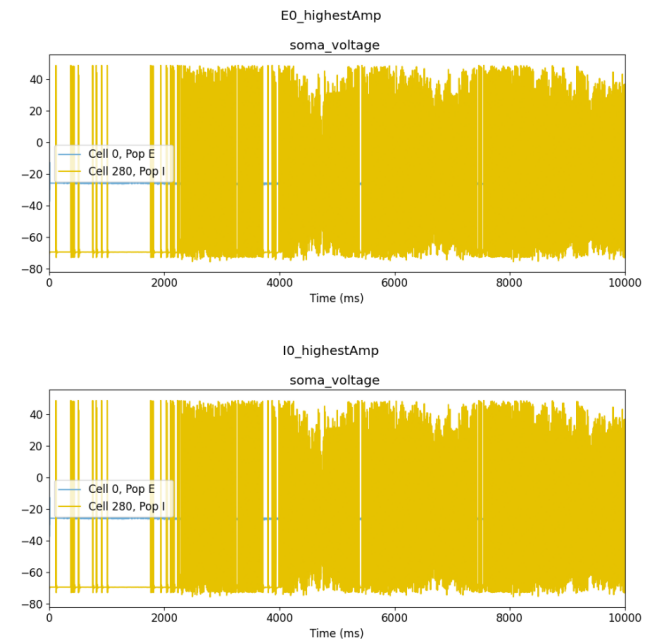 E0_highestAmp
soma_voltage
40
20
0
−20
−40
−60
−80
Cell 0, Pop E
Cell 280, Pop I
0 2000 4000 6000 8000 10000
Time (ms)
I0_highestAmp
soma_voltage
40
20
0
−20
−40
−60
−80
Cell 0, Pop E
Cell 280, Pop I
0 2000 4000 6000 8000 10000
Time (ms)